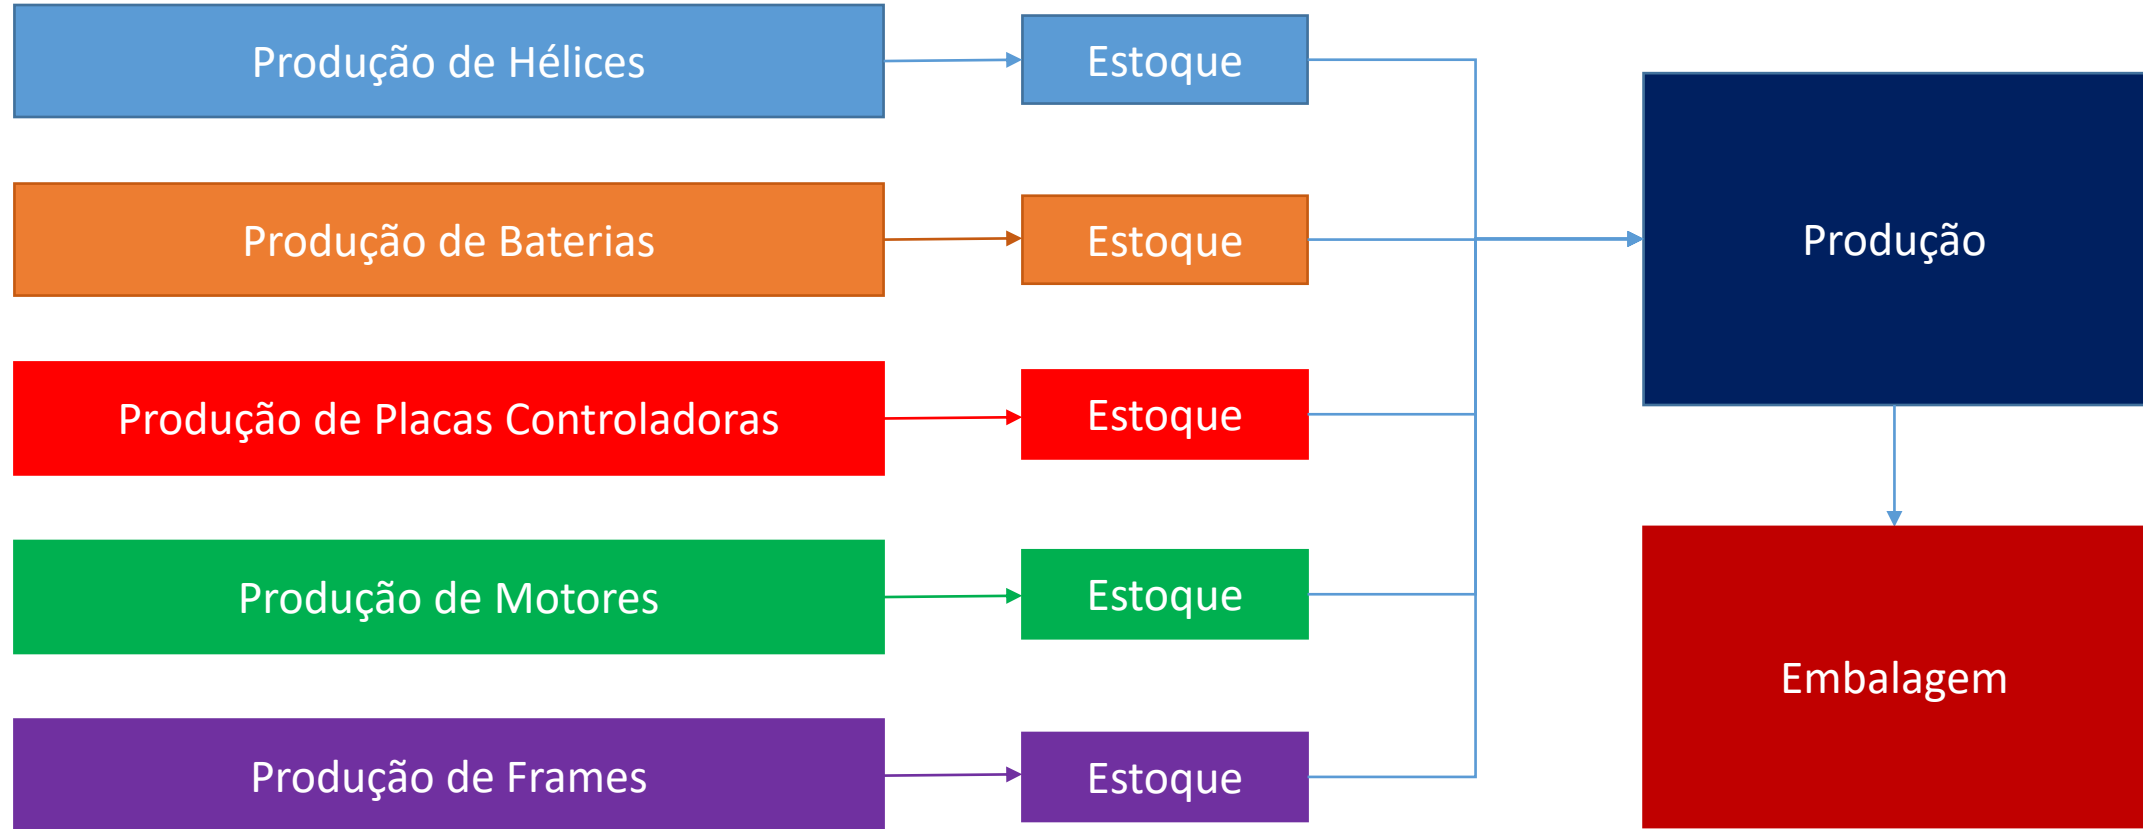 Produção de Hélices
Estoque
Produção de Baterias
Estoque
Produção
Produção de Placas Controladoras
Estoque
Produção de Motores
Estoque
Embalagem
Produção de Frames
Estoque